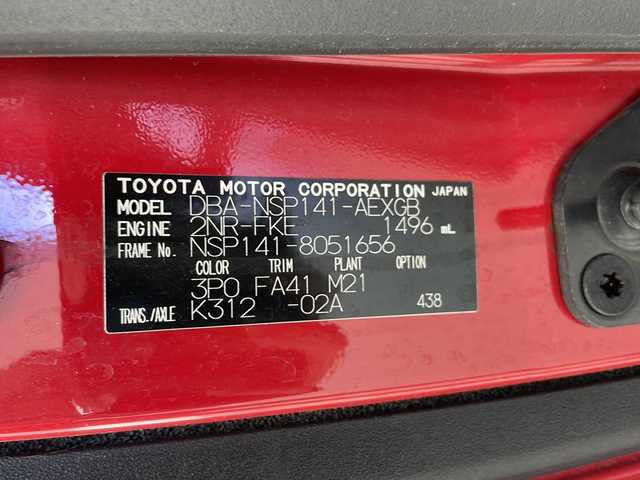 TOYOTA MOTOR CORPORATION JAPAN
MODEL DBA-NSP141-AEXGB
ENGINE 2NR-FKE 1496 mL
FRAME No. NSP141-8051656
COLOR TRIM PLANT OPTION
3P0 FA41 M21
TRANS./AXLE K312 -02A 438